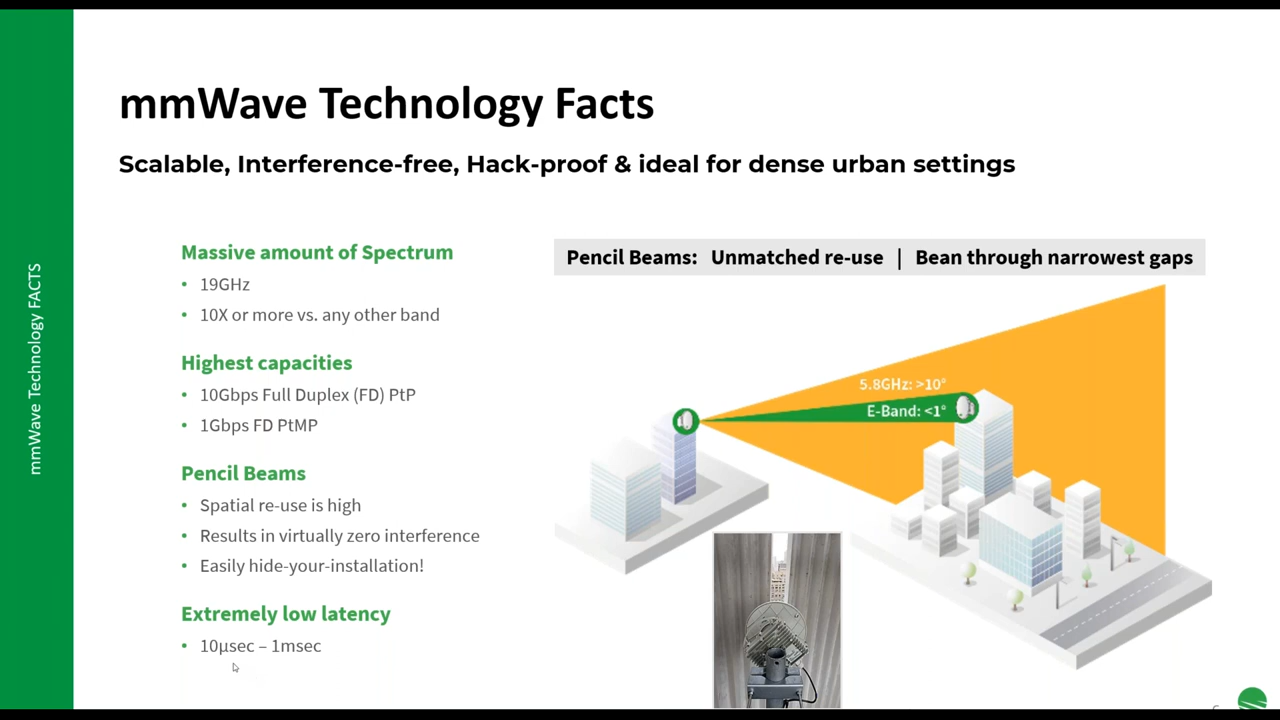 mmWave Technology Facts
Scalable, Interference-free, Hack-proof & ideal for dense urban settings
mmWave Technology FACTS
Massive amount of Spectrum
• 19GHz
• 10X or more vs. any other band
Highest capacities
• 10Gbps Full Duplex (FD) PtP
• 1Gbps FD PtMP
Pencil Beams
• Spatial re-use is high
• Results in virtually zero interference
• Easily hide-your-installation!
Extremely low latency
• 10µsec – 1msec
Pencil Beams: Unmatched re-use | Bean through narrowest gaps
5.8GHz: >10°
E-Band: <1°